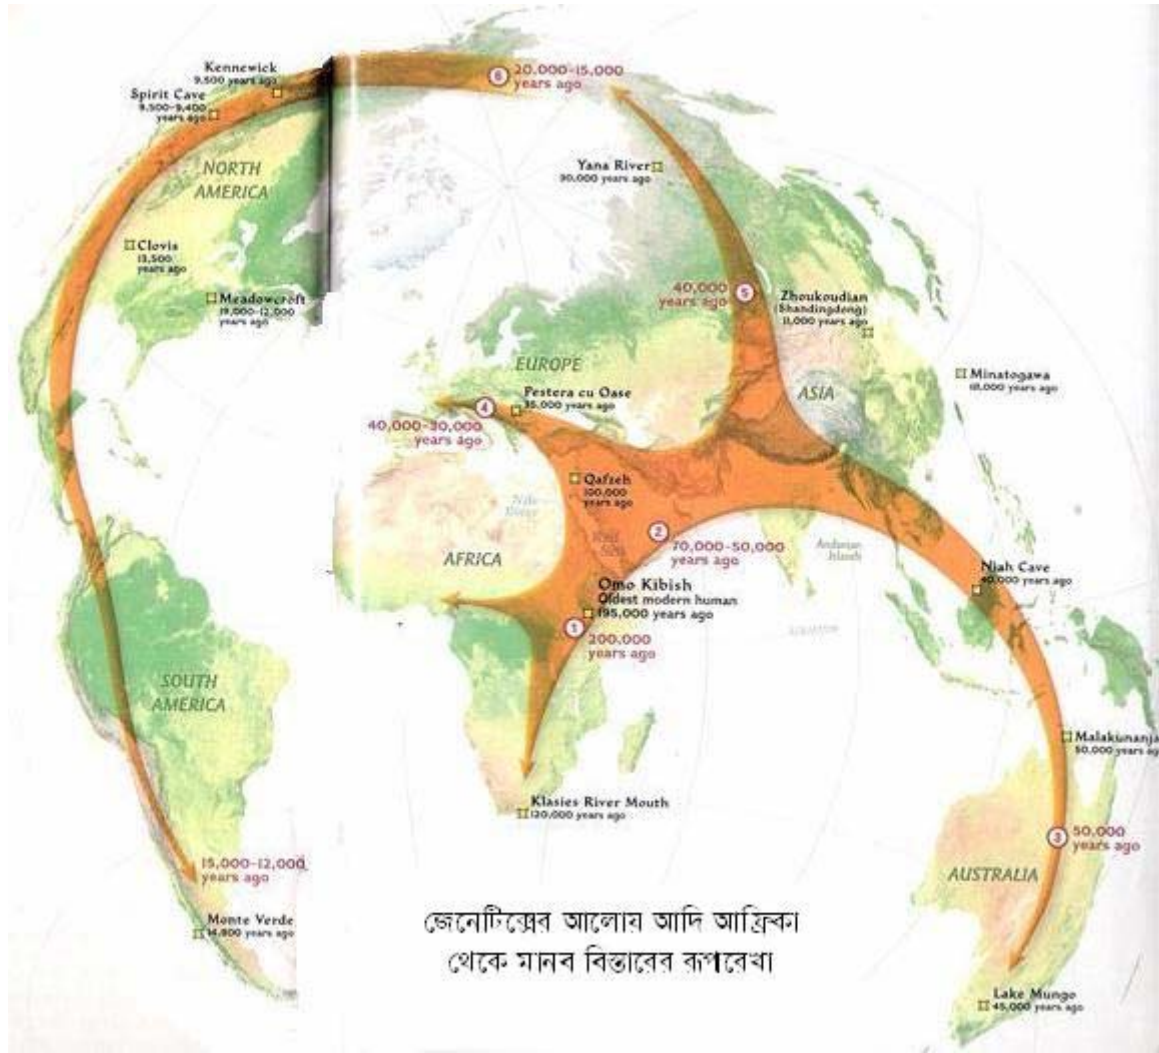 Kennewick
9,500 years ago
Spirit Cave
9,500–9,400
years ago
6
20,000–15,000
years ago
NORTH
AMERICA
Yana River
30,000 years ago
Clovis
13,500
years ago
Meadowcroft
19,000–12,000
years ago
40,000
years ago
5
Zhoukoudian
(Shandingdong)
11,000 years ago
EUROPE
ASIA
Minatogawa
18,000 years ago
Pestera cu Oase
35,000 years ago
4
40,000–30,000
years ago
Qafzeh
100,000
years ago
Red
Sea
2
70,000–50,000
years ago
Andaman
Islands
AFRICA
Niah Cave
40,000 years ago
Omo Kibish
Oldest modern human
195,000 years ago
1
200,000
years ago
SOUTH
AMERICA
Malakunanja
50,000 years ag
Klasies River Mouth
120,000 years ago
3
50,000
years ago
15,000–12,000
years ago
AUSTRALIA
Monte Verde
14,800 years ago
জেনেটিক্সের আলোয় আদি আফ্রিকা
থেকে মানব বিস্তারের রূপরেখা
Lake Mungo
45,000 years ago